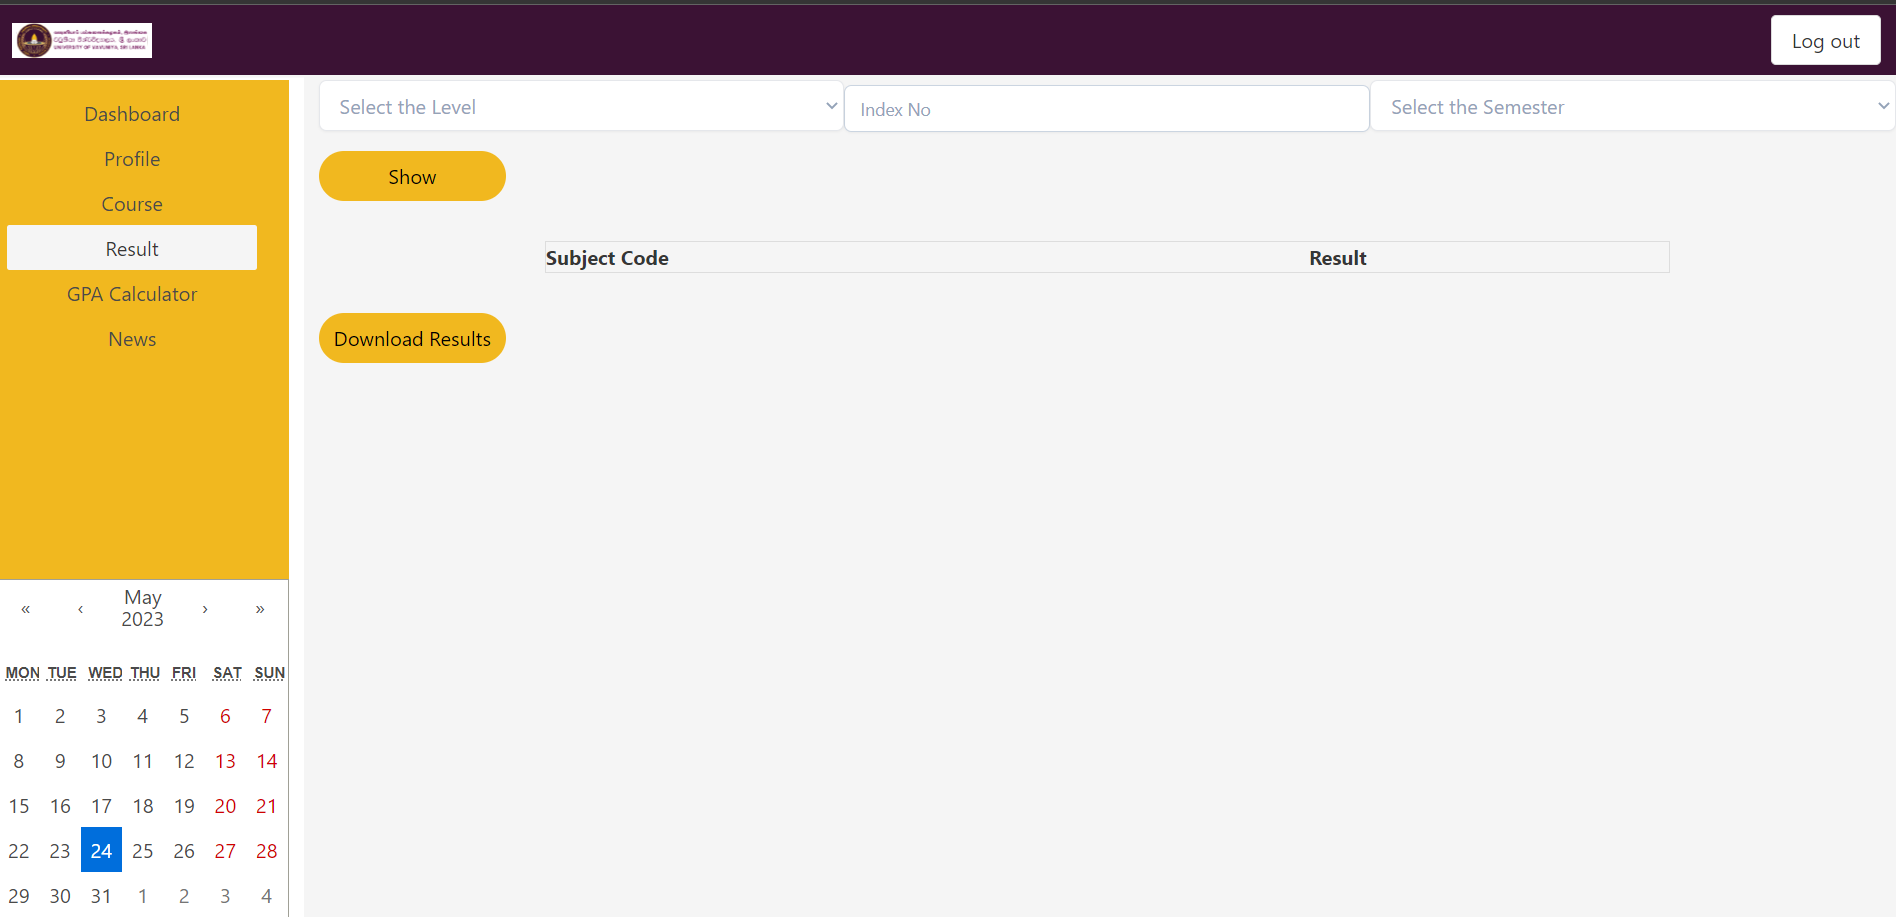 UNIVERSITY OF VAVUNIYA, SRI LANKA
Log out
Dashboard
Profile
Course
Result
GPA Calculator
News
Select the Level
Index No
Select the Semester
Show
Subject Code Result
Download Results
« ‹ May 2023 › »
MON TUE WED THU FRI SAT SUN
1 2 3 4 5 6 7
8 9 10 11 12 13 14
15 16 17 18 19 20 21
22 23 24 25 26 27 28
29 30 31 1 2 3 4